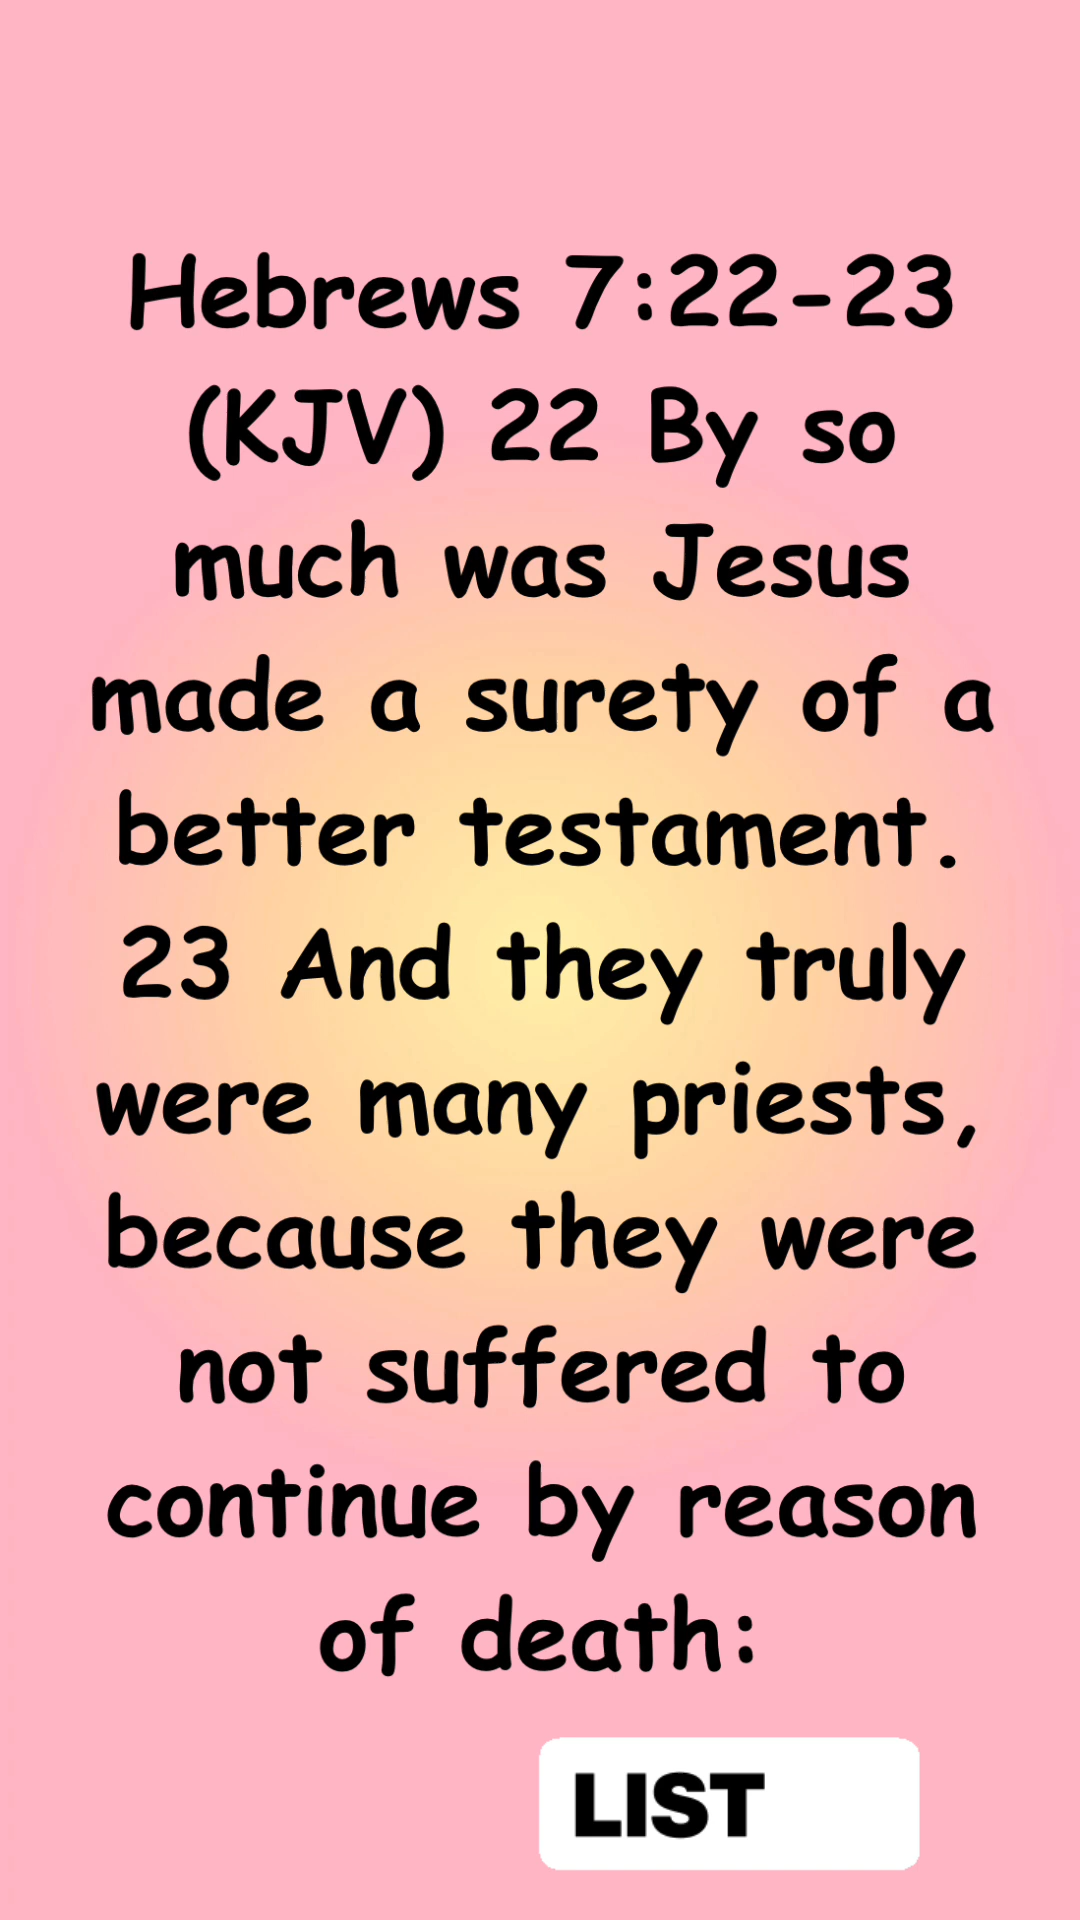 Hebrews 7:22-23
(KJV) 22 By so
much was Jesus
made a surety of a
better testament.
23 And they truly
were many priests,
because they were
not suffered to
continue by reason
of death:
LIST